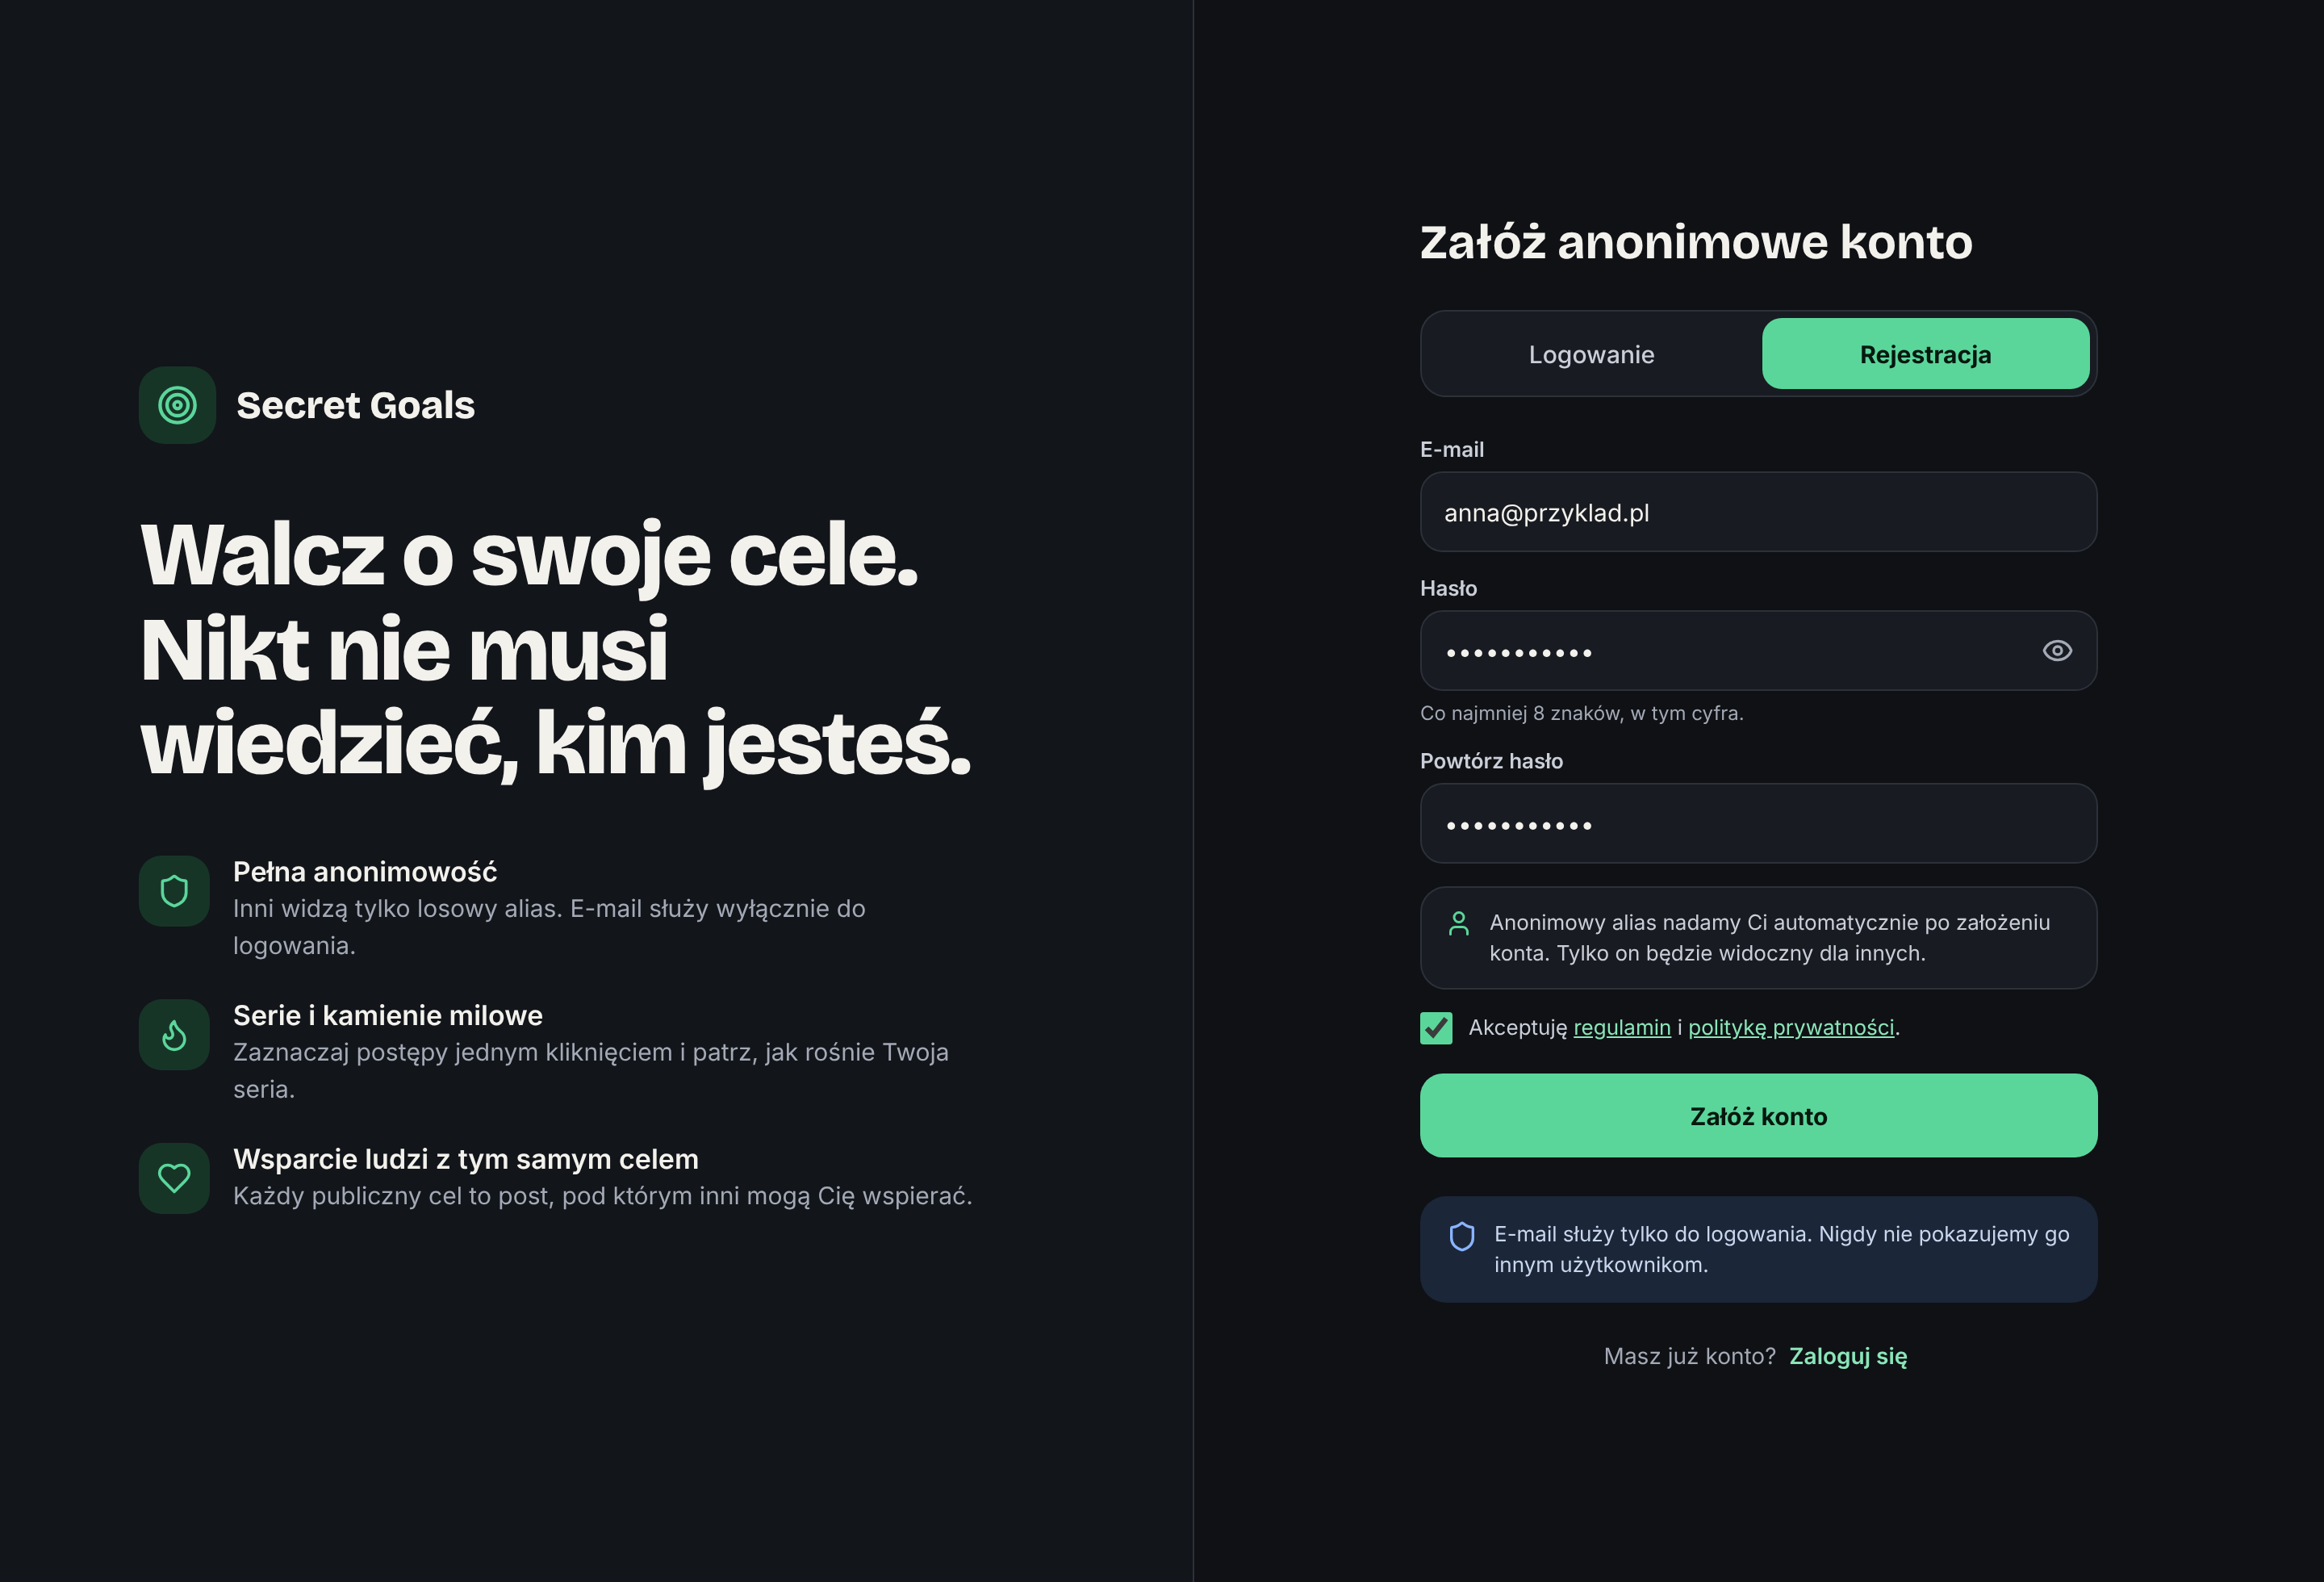 Secret Goals
Walcz o swoje cele.
Nikt nie musi
wiedzieć, kim jesteś.
Pełna anonimowość
Inni widzą tylko losowy alias. E-mail służy wyłącznie do
logowania.
Serie i kamienie milowe
Zaznaczaj postępy jednym kliknięciem i patrz, jak rośnie Twoja
seria.
Wsparcie ludzi z tym samym celem
Każdy publiczny cel to post, pod którym inni mogą Cię wspierać.
Załóż anonimowe konto
Logowanie Rejestracja
E-mail
anna@przyklad.pl
Hasło
•••••••••••
Co najmniej 8 znaków, w tym cyfra.
Powtórz hasło
•••••••••••
Anonimowy alias nadamy Ci automatycznie po założeniu
konta. Tylko on będzie widoczny dla innych.
Akceptuję regulamin i politykę prywatności.
Załóż konto
E-mail służy tylko do logowania. Nigdy nie pokazujemy go
innym użytkownikom.
Masz już konto? Zaloguj się